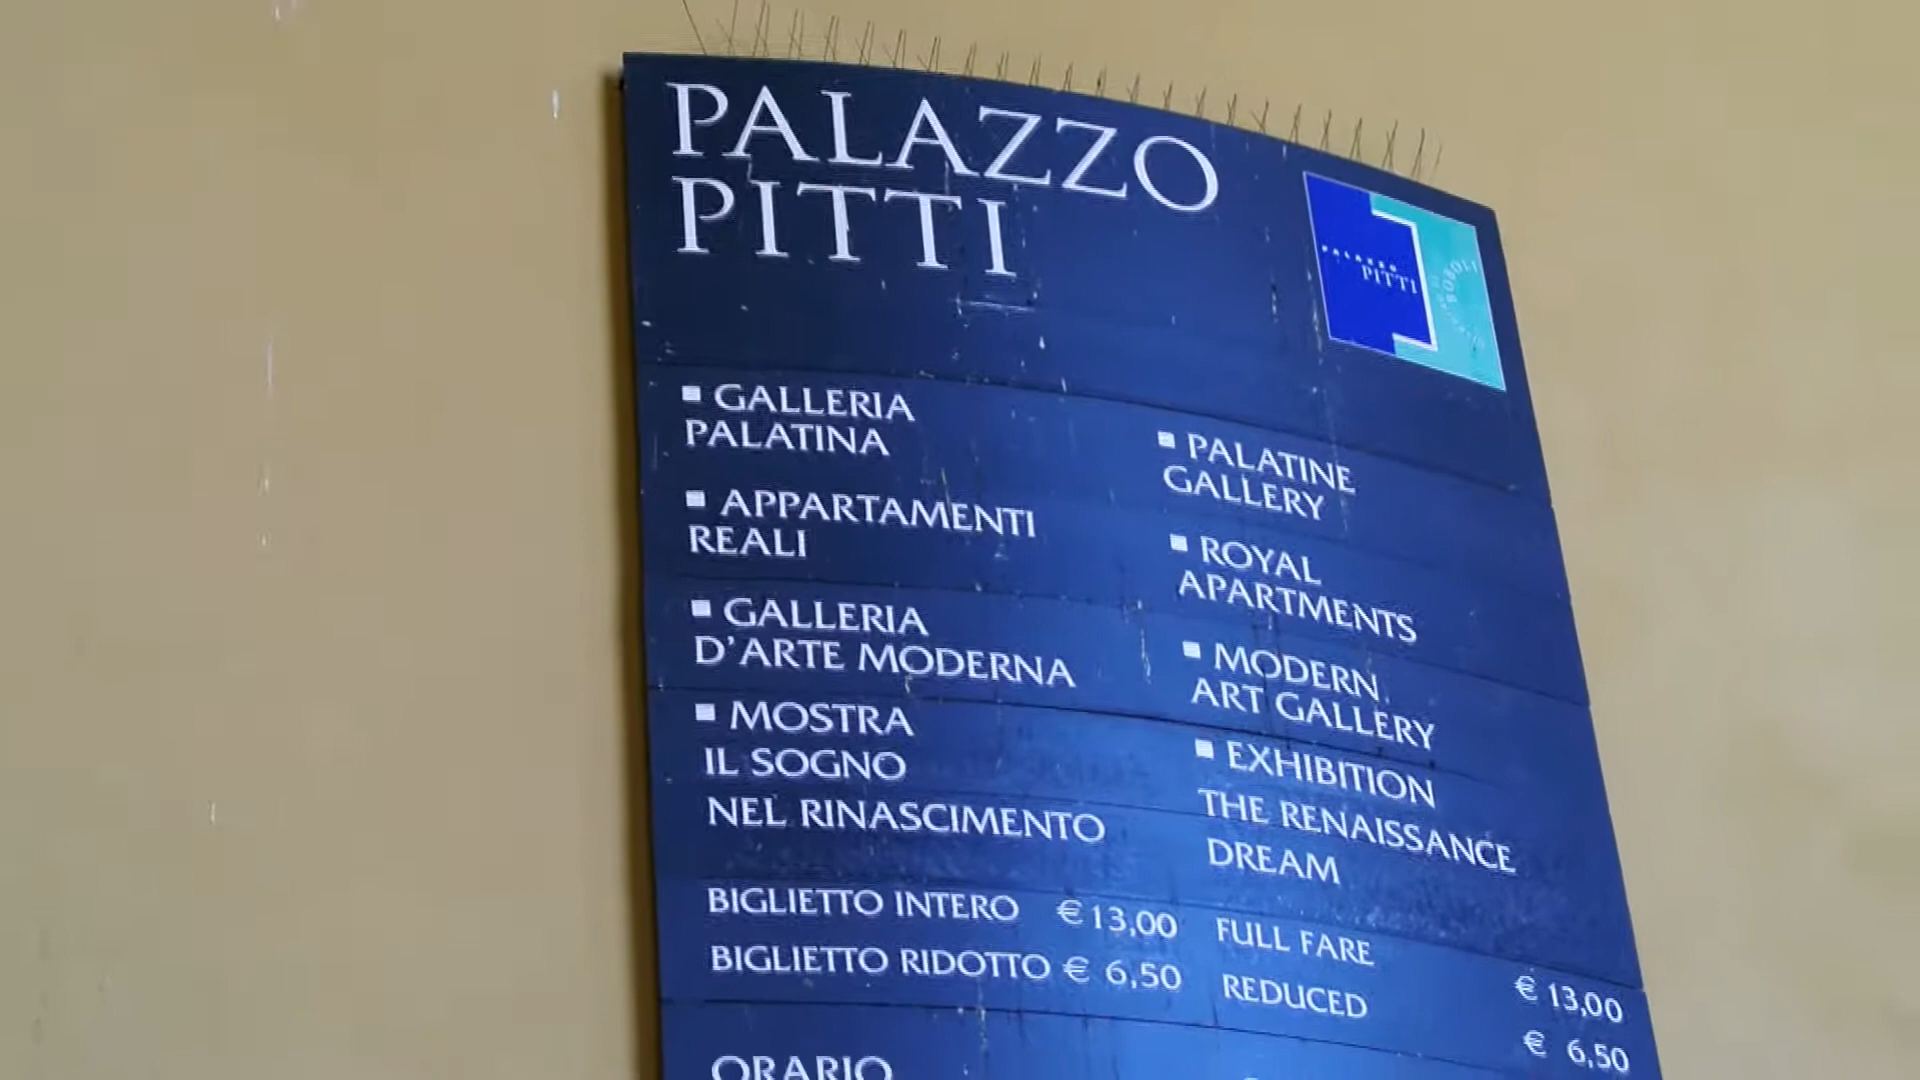 PALAZZO
PITTI
PALAZZO
PITTI
BOBOLI
GALLERIA
PALATINA
APPARTAMENTI
REALI
GALLERIA
D'ARTE MODERNA
MOSTRA
IL SOGNO
NEL RINASCIMENTO
PALATINE
GALLERY
ROYAL
APARTMENTS
MODERN
ART GALLERY
EXHIBITION
THE RENAISSANCE
DREAM
BIGLIETTO INTERO € 13,00
BIGLIETTO RIDOTTO € 6,50
FULL FARE € 13,00
REDUCED € 6,50
ORARIO